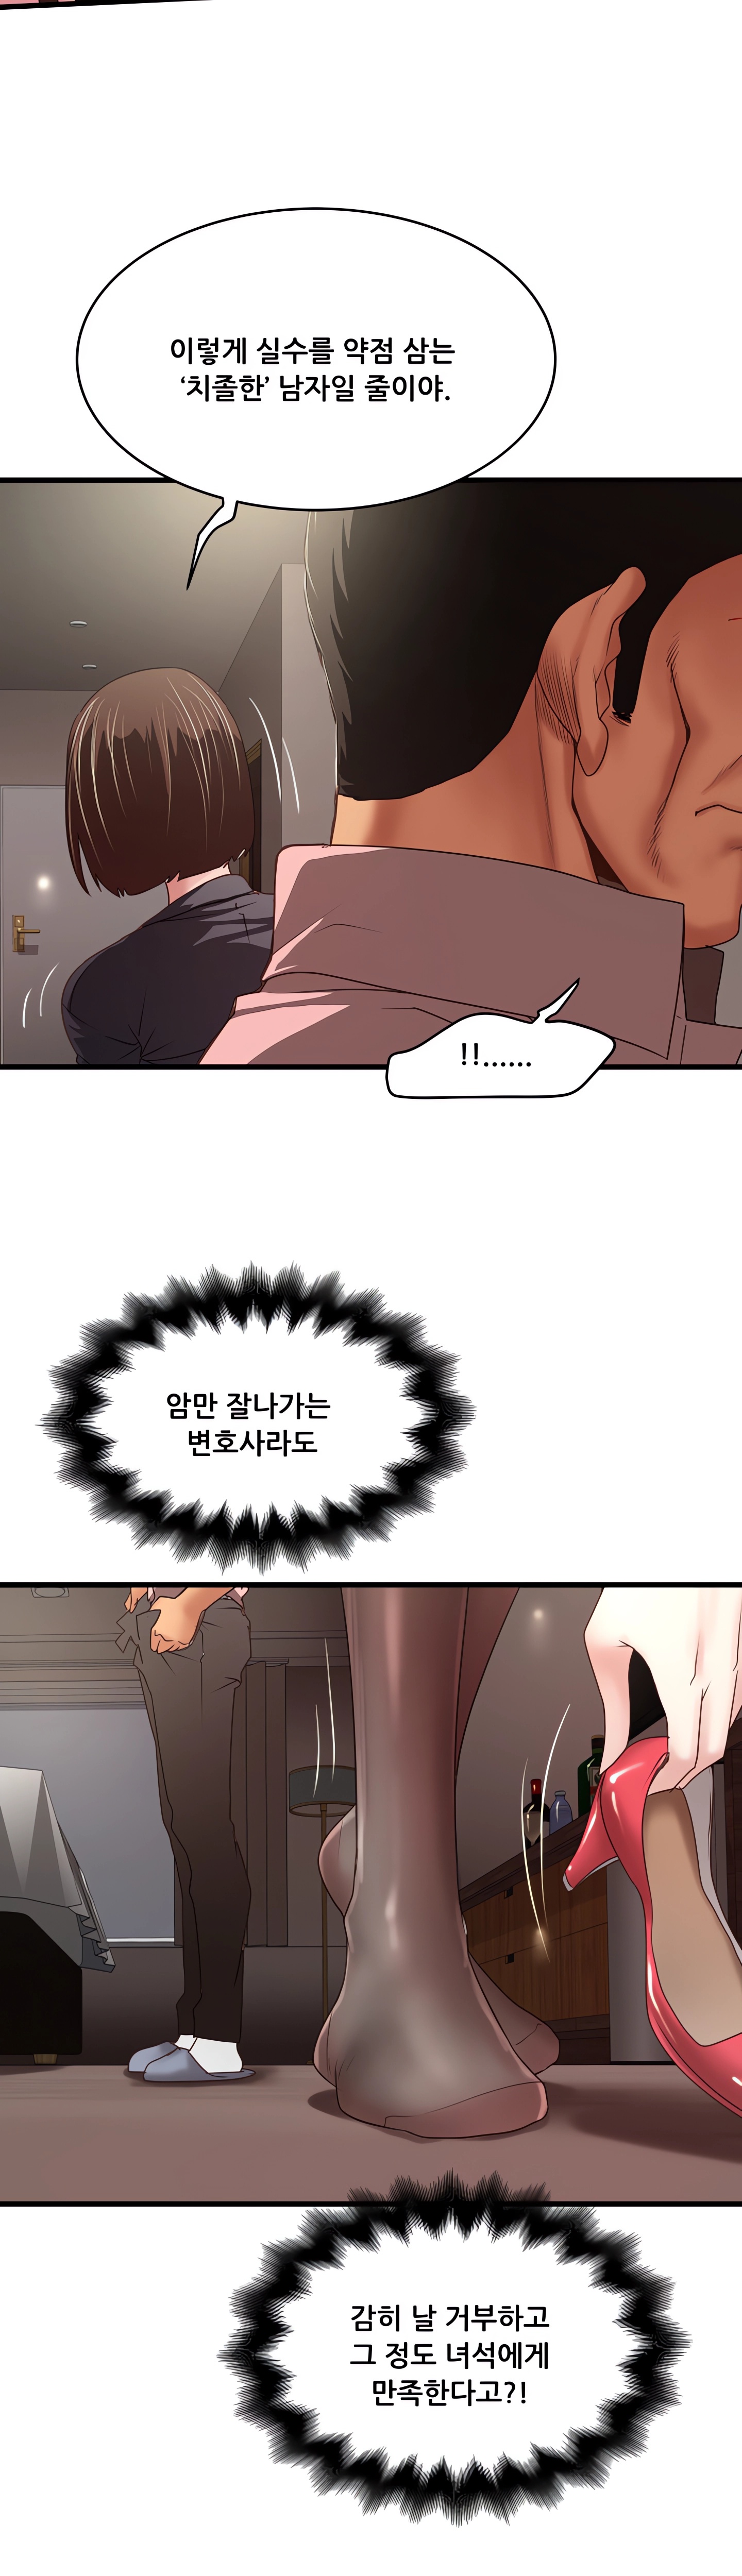 이렇게 실수를 약점 삼는
‘치졸한’ 남자일 줄이야.
!!......
암만 잘나가는
변호사라도
감히 날 거부하고
그 정도 녀석에게
만족한다고?!